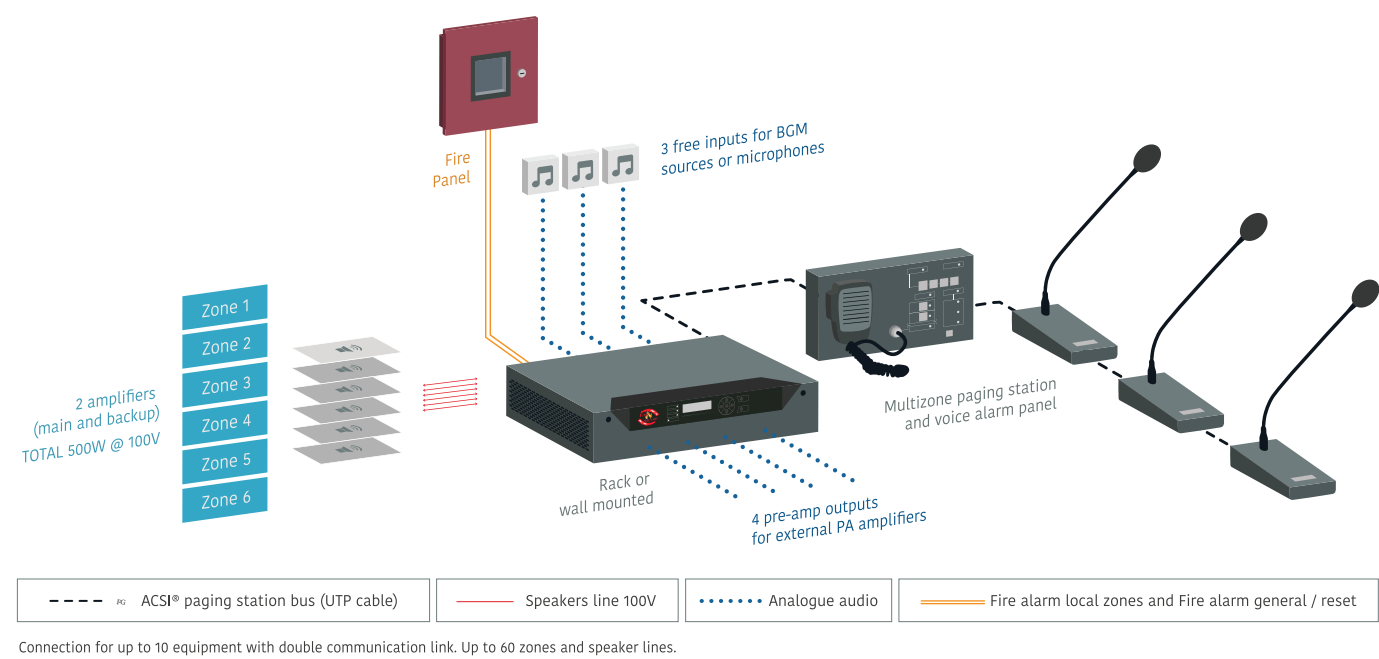 Fire
Panel
3 free inputs for BGM
sources or microphones
Zone 1
Zone 2
Zone 3
Zone 4
Zone 5
Zone 6
2 amplifiers
(main and backup)
TOTAL 500W @ 100V
Multizone paging station
and voice alarm panel
Rack or
wall mounted
4 pre-amp outputs
for external PA amplifiers
PG ACSI® paging station bus (UTP cable)
Speakers line 100V
Analogue audio
Fire alarm local zones and Fire alarm general / reset
Connection for up to 10 equipment with double communication link. Up to 60 zones and speaker lines.